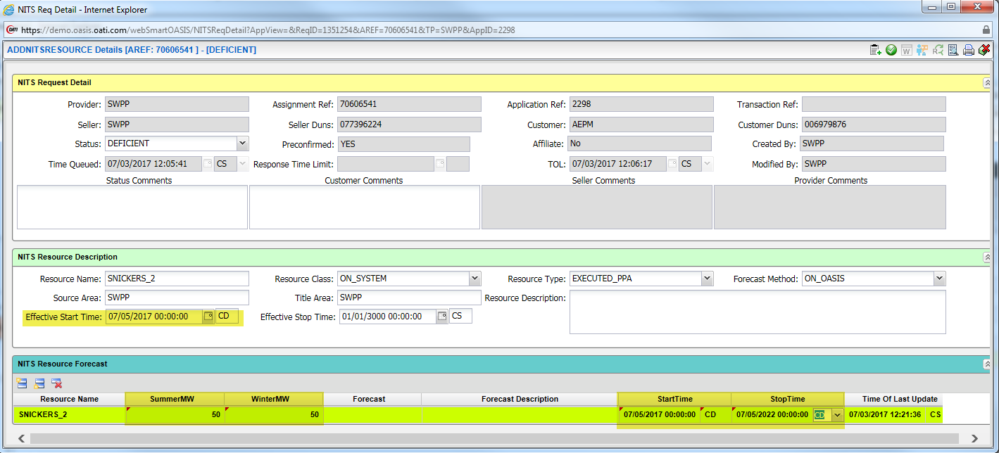 NITS Req Detail - Internet Explorer
OATI https://demo.oasis.oati.com/webSmartOASIS/NITSReqDetail?AppView=&ReqID=1351254&AREF=70606541&TP=SWPP&AppID=2298
ADDNITSRESOURCE Details [AREF: 70606541 ] - [DEFICIENT]
W
NITS Request Detail
Provider: SWPP Assignment Ref: 70606541 Application Ref: 2298 Transaction Ref:
Seller: SWPP Seller Duns: 077396224 Customer: AEPM Customer Duns: 006979876
Status: DEFICIENT Preconfirmed: YES Affiliate: No Created By: SWPP
Time Queued: 07/03/2017 12:05:41 CS Response Time Limit: TOL: 07/03/2017 12:06:17 CS Modified By: SWPP
Status Comments Customer Comments Seller Comments Provider Comments
NITS Resource Description
Resource Name: SNICKERS_2 Resource Class: ON_SYSTEM Resource Type: EXECUTED_PPA Forecast Method: ON_OASIS
Source Area: SWPP Title Area: SWPP Resource Description:
Effective Start Time: 07/05/2017 00:00:00 CD Effective Stop Time: 01/01/3000 00:00:00 CS
NITS Resource Forecast
Resource Name SummerMW WinterMW Forecast Forecast Description StartTime StopTime Time Of Last Update
SNICKERS_2 50 50 07/05/2017 00:00:00 CD 07/05/2022 00:00:00 CD 07/03/2017 12:21:36 CS